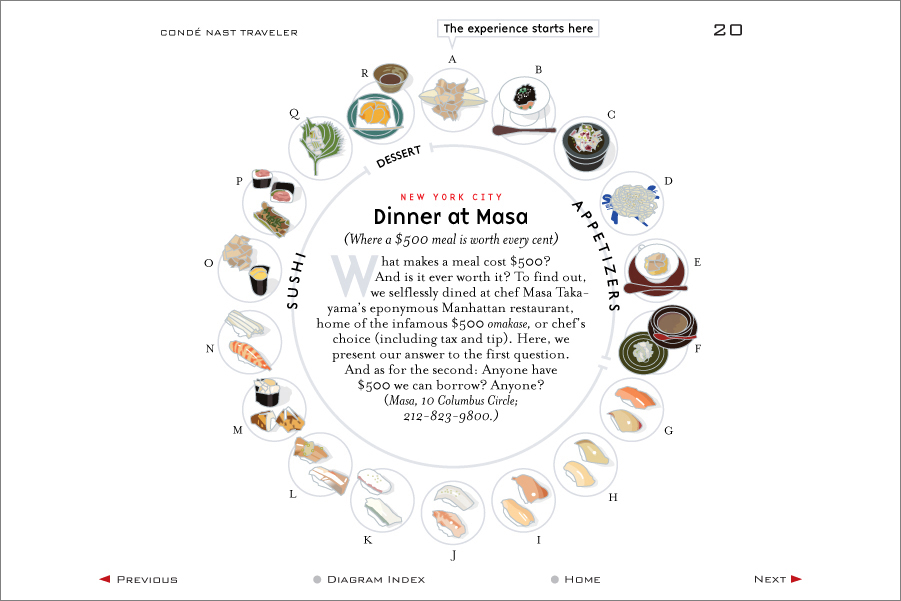 CONDÉ NAST TRAVELER
The experience starts here
20
A
B
C
D
E
F
G
H
I
J
K
L
M
N
O
P
Q
R
DESSERT
APPETIZERS
SUSHI
NEW YORK CITY
Dinner at Masa
(Where a $500 meal is worth every cent)
What makes a meal cost $500?
And is it ever worth it? To find out,
we selflessly dined at chef Masa Taka-
yama's eponymous Manhattan restaurant,
home of the infamous $500 omakase, or chef's
choice (including tax and tip). Here, we
present our answer to the first question.
And as for the second: Anyone have
$500 we can borrow? Anyone?
(Masa, 10 Columbus Circle;
212-823-9800.)
Previous
Diagram Index
Home
Next